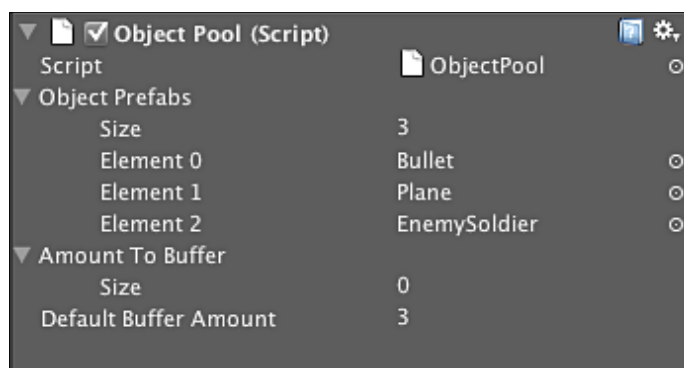 Object Pool (Script)
Script ObjectPool
Object Prefabs
Size 3
Element 0 Bullet
Element 1 Plane
Element 2 EnemySoldier
Amount To Buffer
Size 0
Default Buffer Amount 3